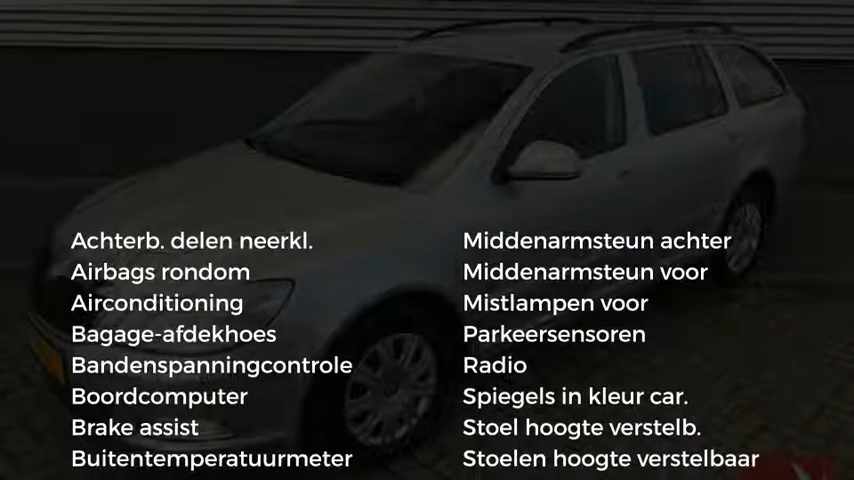 Achterb. delen neerkl.
Airbags rondom
Airconditioning
Bagage-afdekhoes
Bandenspanningcontrole
Boordcomputer
Brake assist
Buitentemperatuurmeter
Middenarmsteun achter
Middenarmsteun voor
Mistlampen voor
Parkeersensoren
Radio
Spiegels in kleur car.
Stoel hoogte verstelb.
Stoelen hoogte verstelbaar